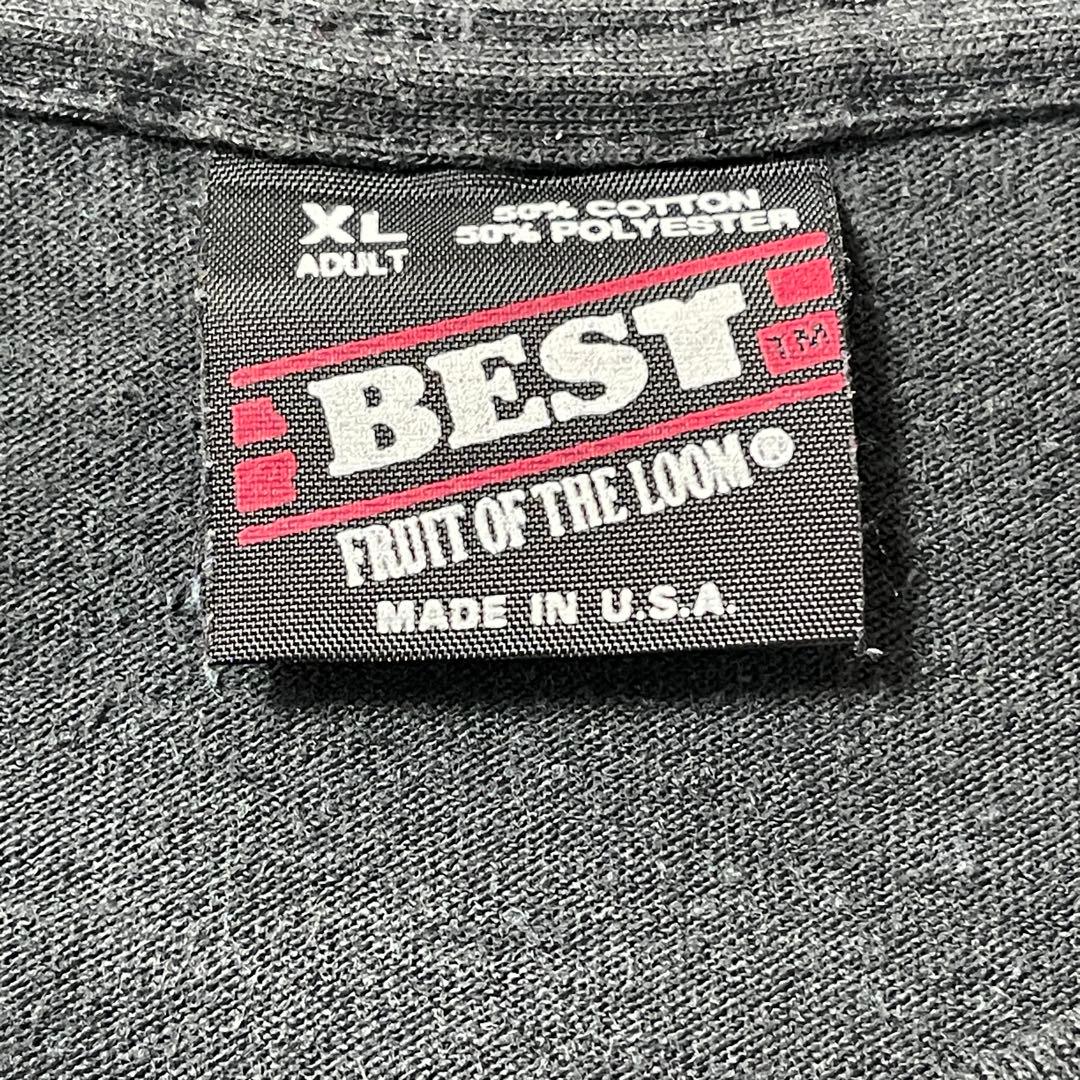 XL
ADULT
50% COTTON
50% POLYESTER
BEST
TM
FRUIT OF THE LOOM®
MADE IN U.S.A.